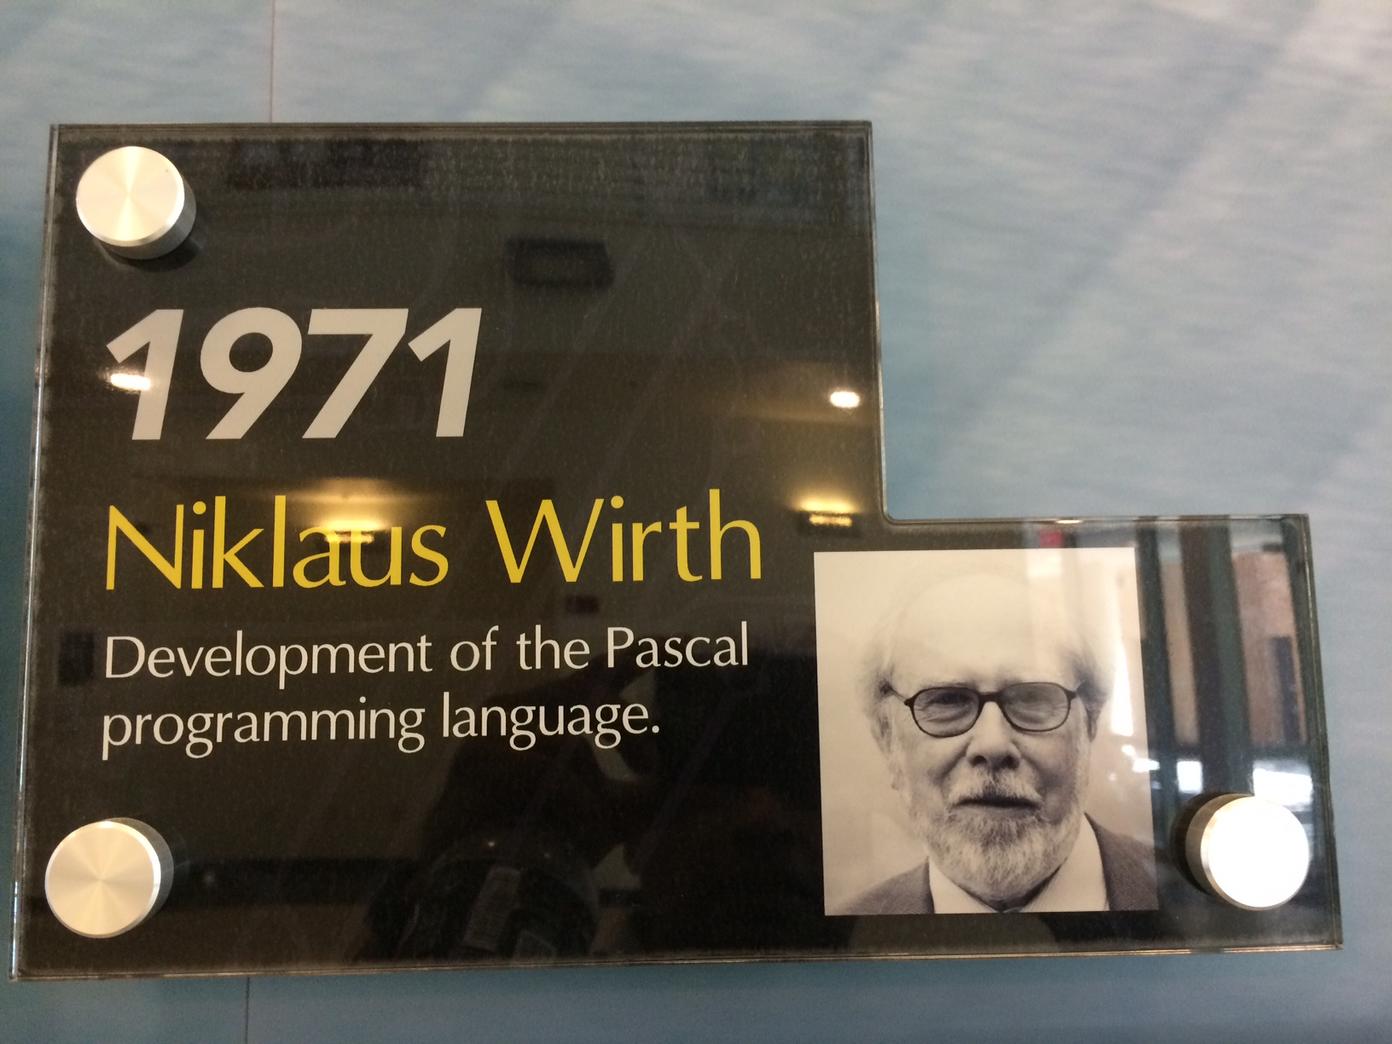 1971
Niklaus Wirth
Development of the Pascal
programming language.